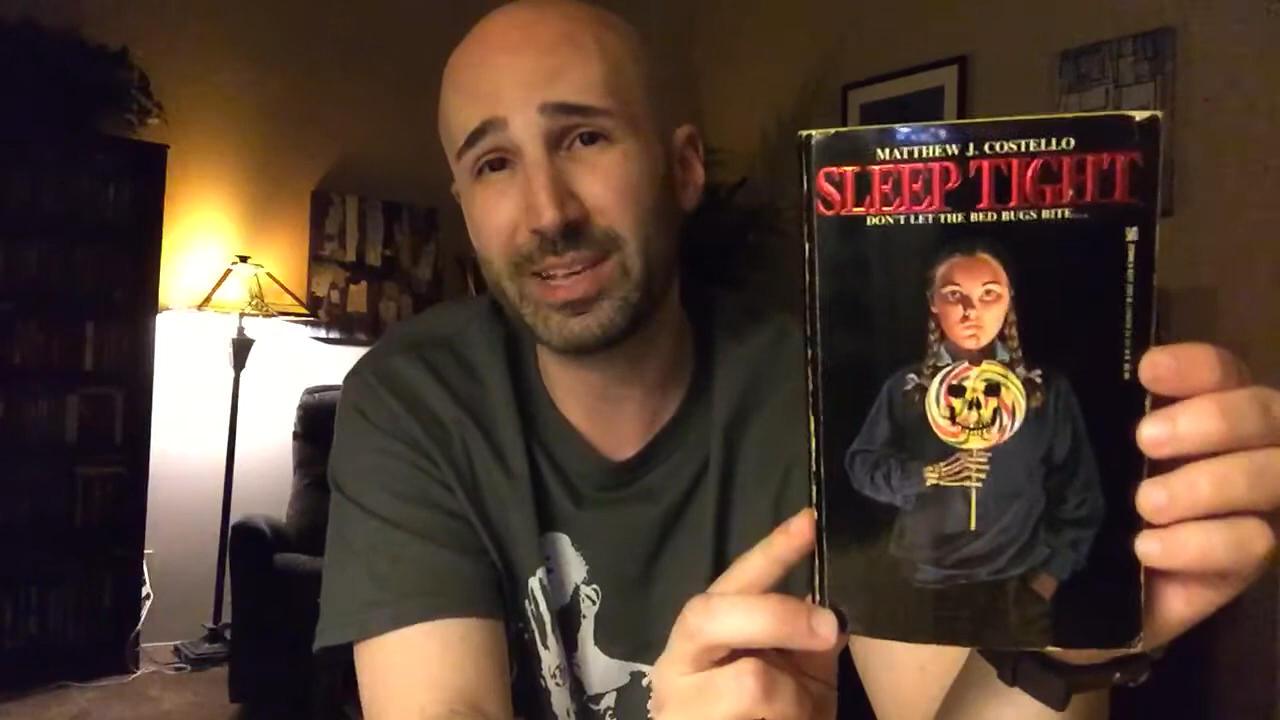 MATTHEW J. COSTELLO
SLEEP TIGHT
DON'T LET THE BED BUGS BITE...